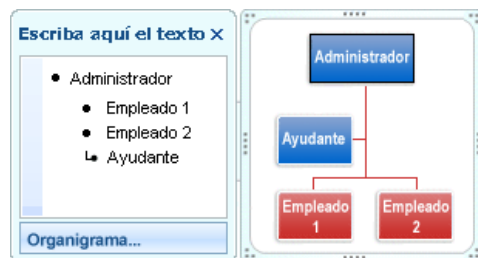 Escriba aquí el texto ×
Administrador
Empleado 1
Empleado 2
Ayudante
Organigrama...
Administrador
Ayudante
Empleado
1
Empleado
2